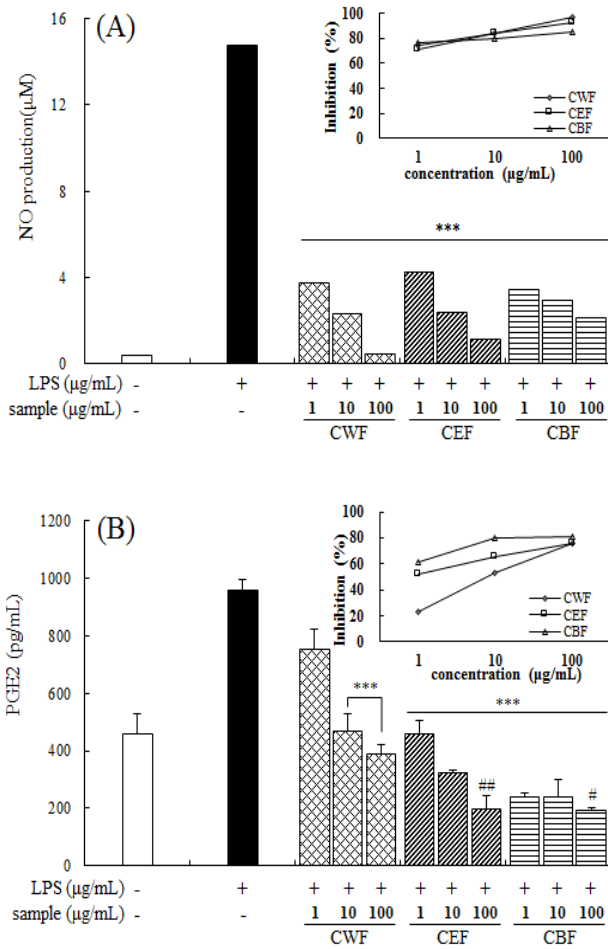 (A)
16
12
8
4
0
NO production(µM)
100
80
60
40
20
0
Inhibition (%)
CWF
CEF
CBF
1 10 100
concentration (µg/mL)
***
LPS (µg/mL) - + + + + + + + + + +
sample (µg/mL) - - 1 10 100 1 10 100 1 10 100
CWF CEF CBF
(B)
1200
1000
800
600
400
200
0
PGE2 (pg/mL)
100
80
60
40
20
0
Inhibition (%)
CWF
CEF
CBF
1 10 100
concentration (µg/mL)
***
***
##
#
LPS (µg/mL) - + + + + + + + + + +
sample (µg/mL) - - 1 10 100 1 10 100 1 10 100
CWF CEF CBF